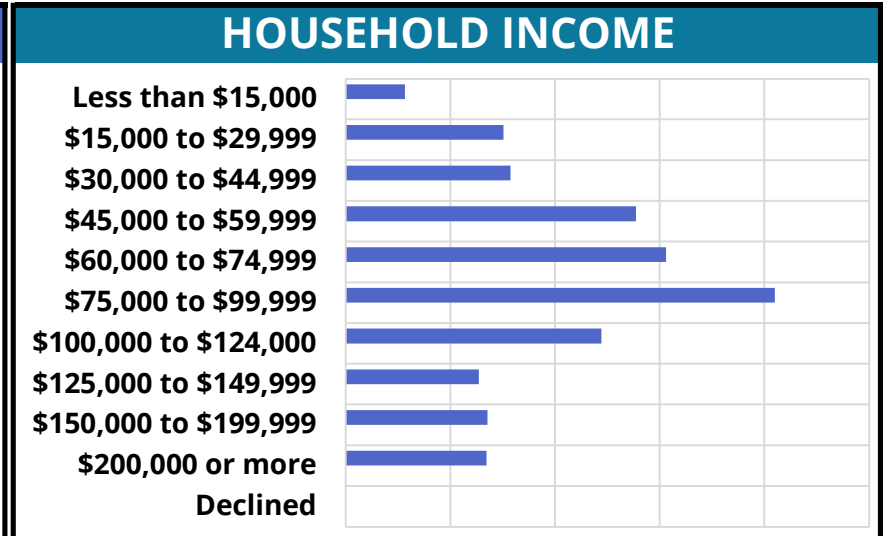 HOUSEHOLD INCOME
Less than $15,000
$15,000 to $29,999
$30,000 to $44,999
$45,000 to $59,999
$60,000 to $74,999
$75,000 to $99,999
$100,000 to $124,000
$125,000 to $149,999
$150,000 to $199,999
$200,000 or more
Declined